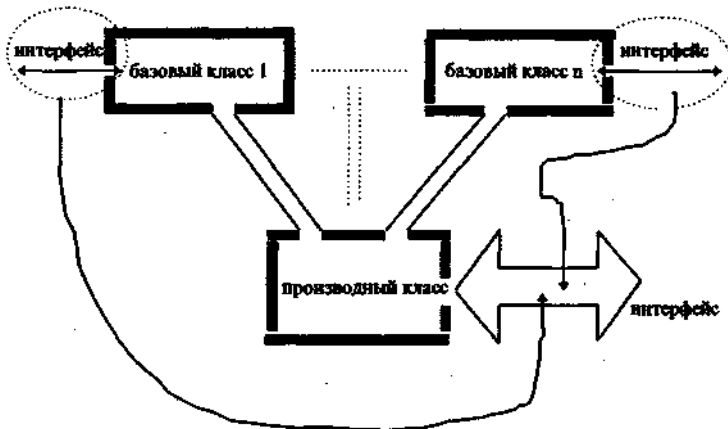 интерфейс
базовый класс 1
базовый класс n
интерфейс
производный класс
интерфейс